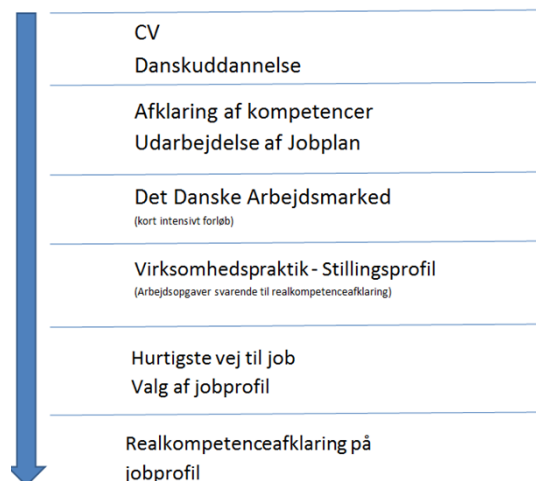 CV
Danskuddannelse
Afklaring af kompetencer
Udarbejdelse af Jobplan
Det Danske Arbejdsmarked
(kort intensivt forløb)
Virksomhedspraktik - Stillingsprofil
(Arbejdsopgaver svarende til realkompetenceafklaring)
Hurtigste vej til job
Valg af jobprofil
Realkompetenceafklaring på
jobprofil